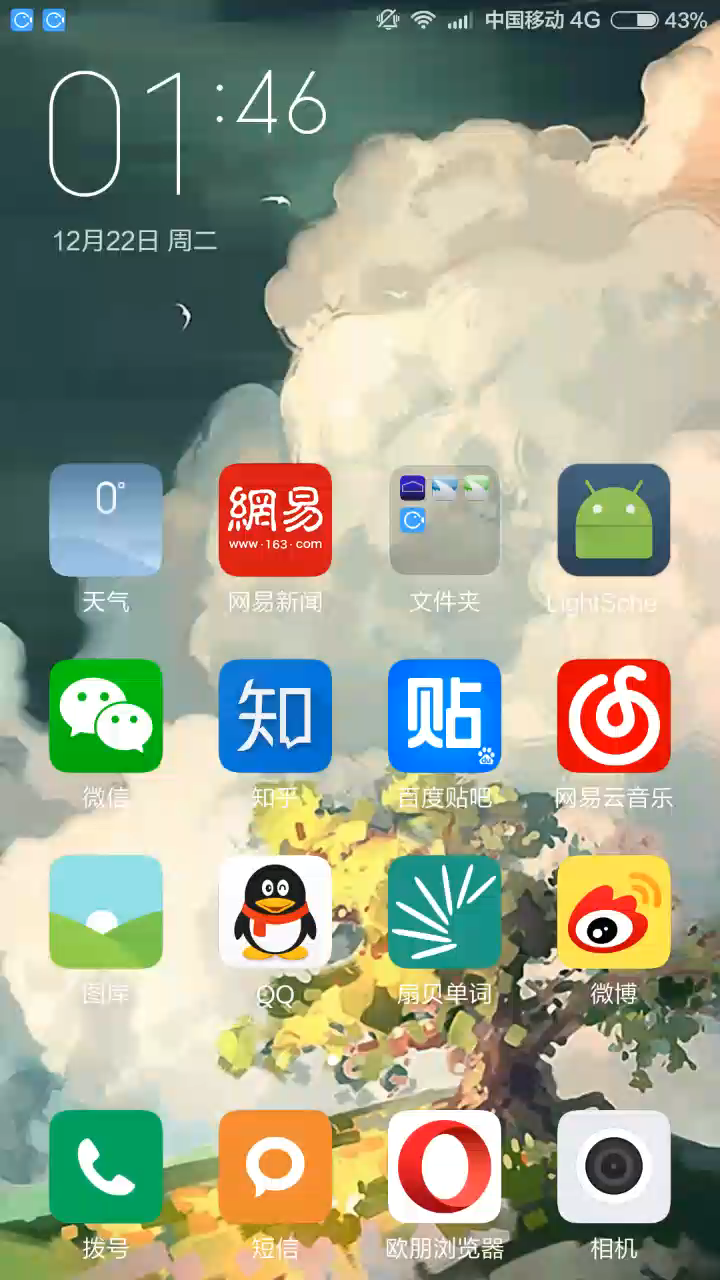 中国移动 4G 43%
01:46
12月22日 周二
0°
網易
www·163·com
天气 网易新闻 文件夹 LightSche
知 贴
du
微信 知乎 百度贴吧 网易云音乐
图库 QQ 扇贝单词 微博
拨号 短信 欧朋浏览器 相机